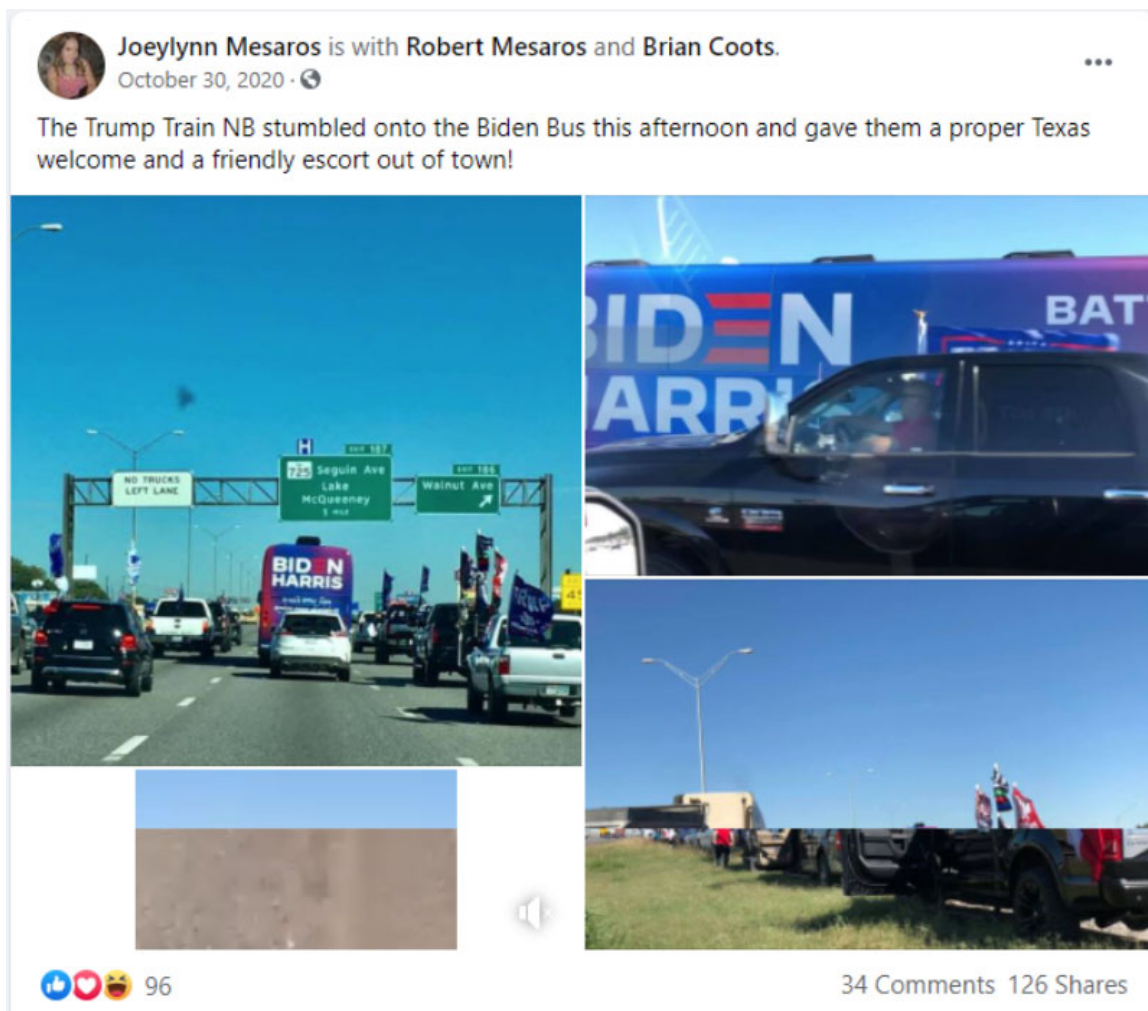 Joeylynn Mesaros is with Robert Mesaros and Brian Coots.
October 30, 2020
The Trump Train NB stumbled onto the Biden Bus this afternoon and gave them a proper Texas
welcome and a friendly escort out of town!
NO TRUCKS
LEFT LANE
H
EXIT 187
725 Seguin Ave
Lake
McQueeney
1 MILE
EXIT 186
Walnut Ave
BIDEN
HARRIS
TRUMP
BIDEN
BAT
ARRI
96
34 Comments 126 Shares